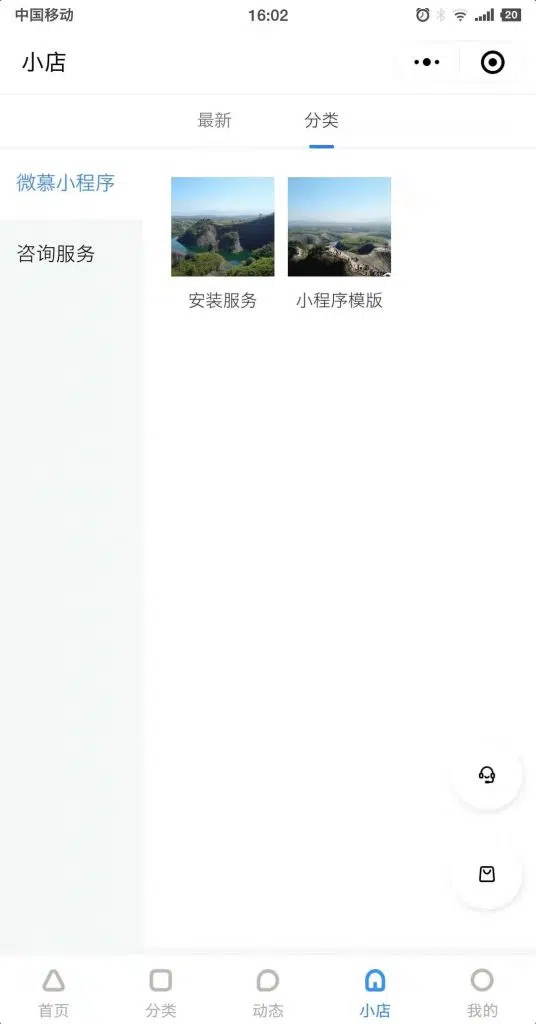 中国移动 16:02 20
小店
最新 分类
微慕小程序
咨询服务
安装服务 小程序模版
首页 分类 动态 小店 我的